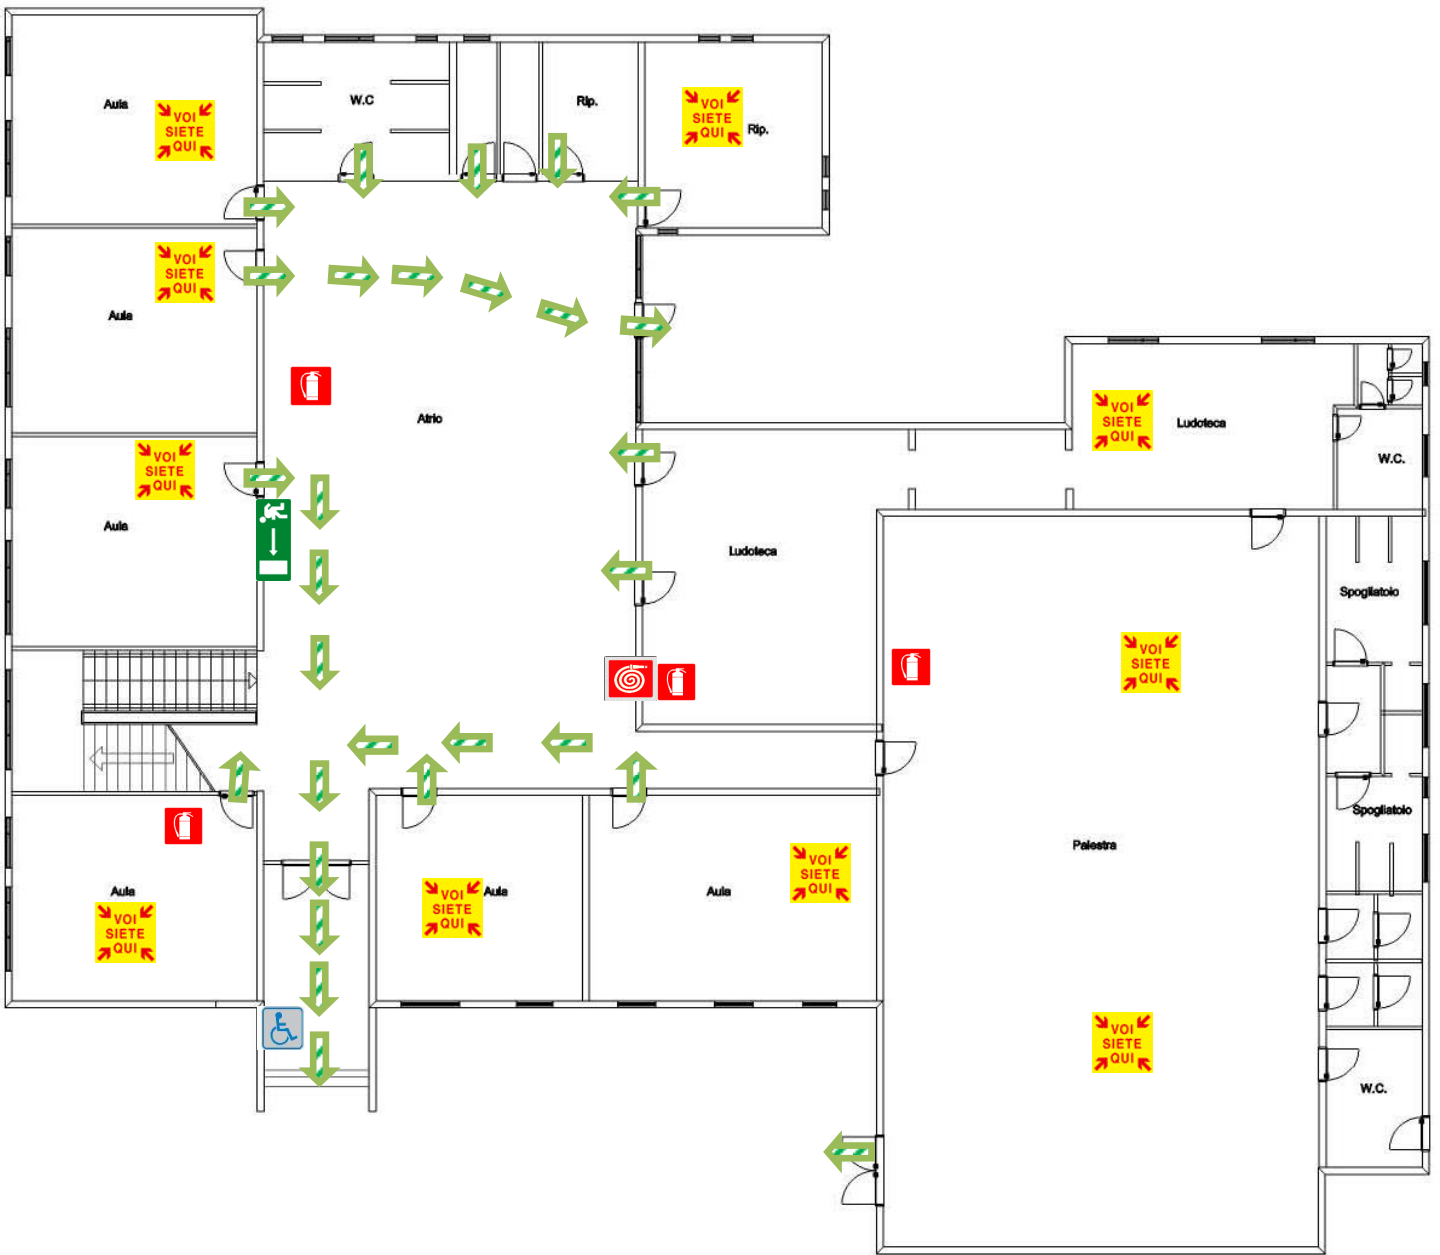 Aula
VOI
SIETE
QUI
W.C
Rip.
VOI
SIETE
QUI
Rip.
VOI
SIETE
QUI
Aula
Atrio
VOI
SIETE
QUI
Ludoteca
W.C.
VOI
SIETE
QUI
Aula
Ludoteca
Spogliatoio
VOI
SIETE
QUI
Spogliatoio
Palestra
VOI
SIETE
QUI
Aula
VOI
SIETE
QUI
Aula
Aula
VOI
SIETE
QUI
VOI
SIETE
QUI
W.C.